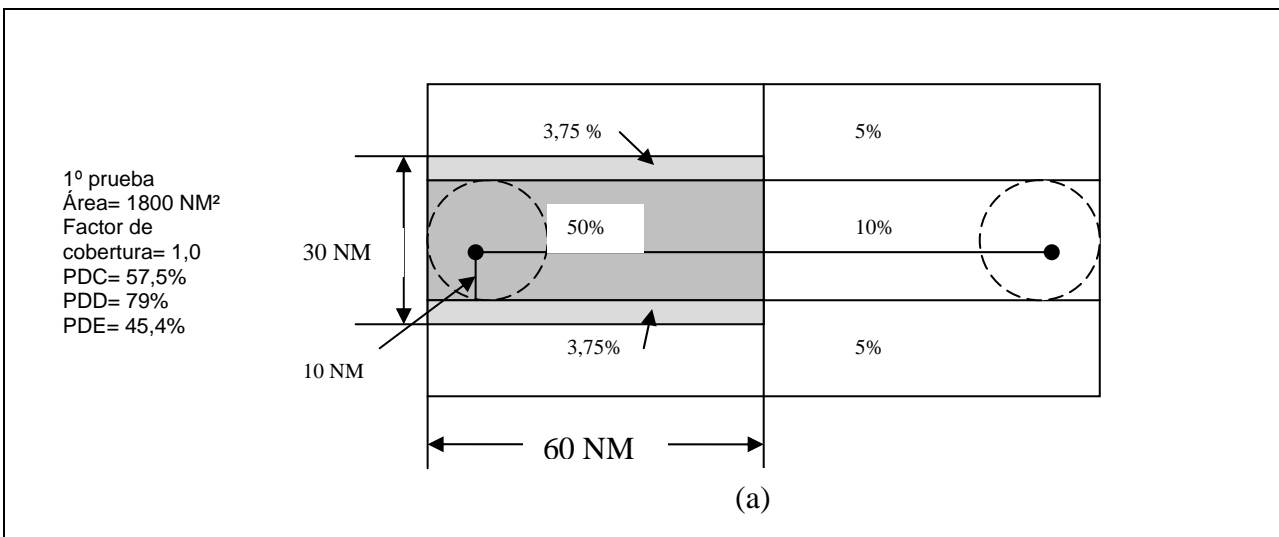 1º prueba
Área= 1800 NM²
Factor de
cobertura= 1,0
PDC= 57,5%
PDD= 79%
PDE= 45,4%
3,75 %
5%
30 NM
50%
10%
3,75%
5%
10 NM
60 NM
(a)